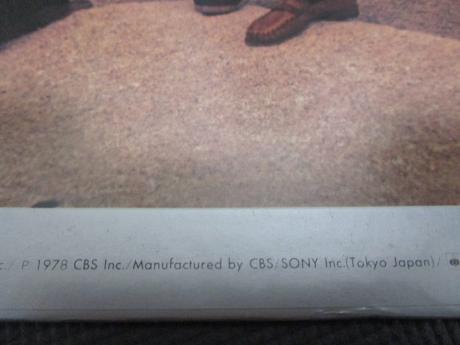 c./ P 1978 CBS Inc./Manufactured by CBS/SONY Inc.(Tokyo Japan)/